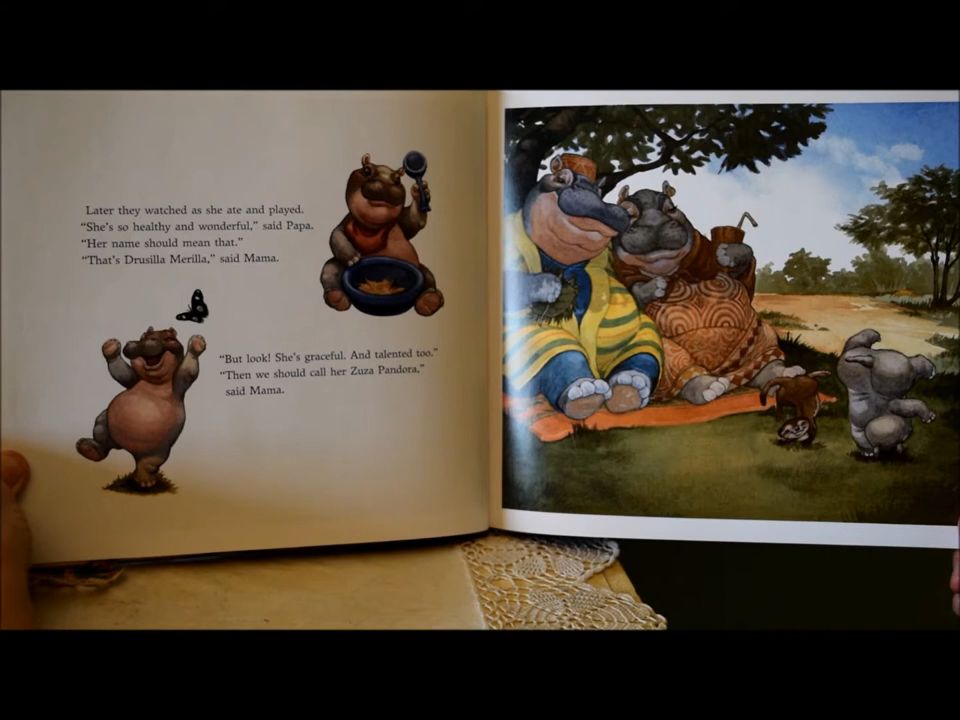 Later they watched as she ate and played.
“She’s so healthy and wonderful,” said Papa.
“Her name should mean that.”
“That’s Drusilla Merilla,” said Mama.
“But look! She’s graceful. And talented too.”
“Then we should call her Zuza Pandora,”
said Mama.